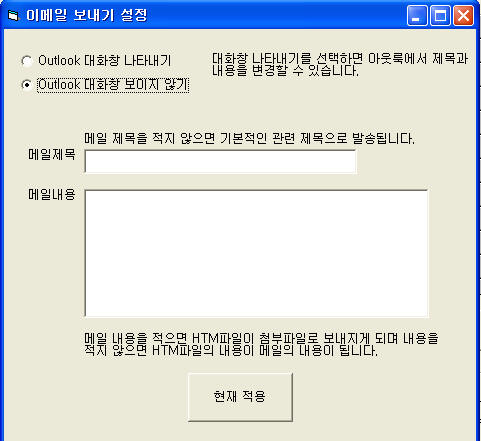 이메일 보내기 설정
Outlook 대화창 나타내기
대화창 나타내기를 선택하면 아웃룩에서 제목과
내용을 변경할 수 있습니다.
Outlook 대화창 보이지 않기
메일 제목을 적지 않으면 기본적인 관련 제목으로 발송됩니다.
메일제목
메일내용
메일 내용을 적으면 HTM파일이 첨부파일로 보내지게 되며 내용을
적지 않으면 HTM파일의 내용이 메일의 내용이 됩니다.
현재 적용